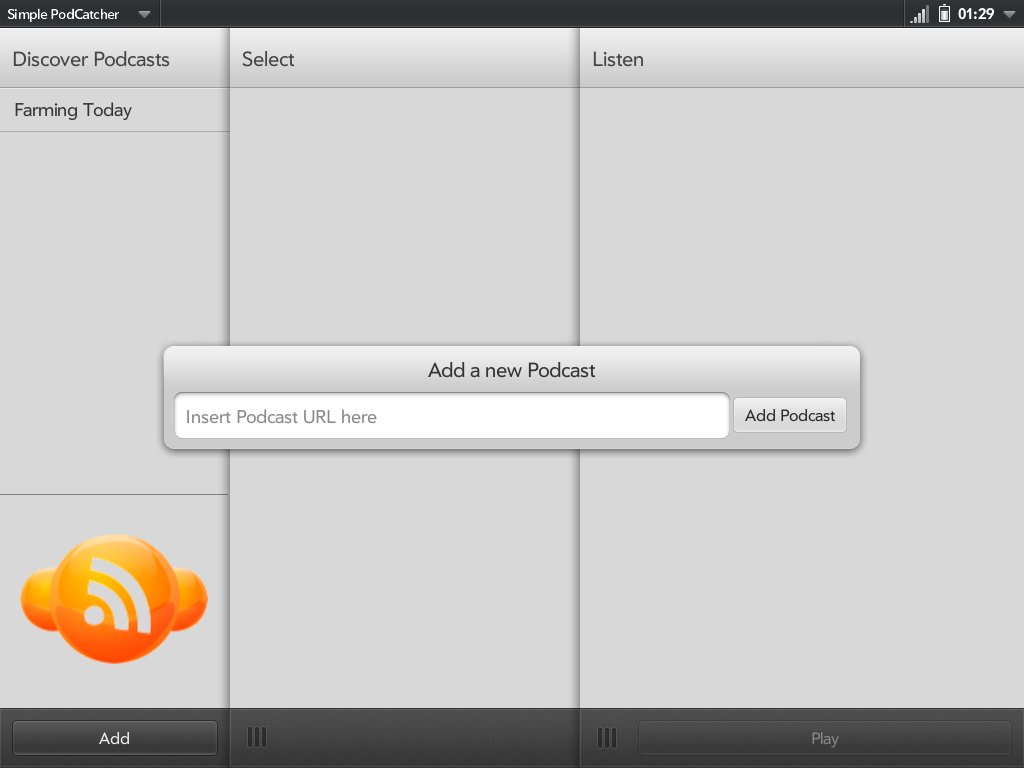 Simple PodCatcher
01:29
Discover Podcasts
Select
Listen
Farming Today
Add a new Podcast
Insert Podcast URL here
Add Podcast
Add
Play